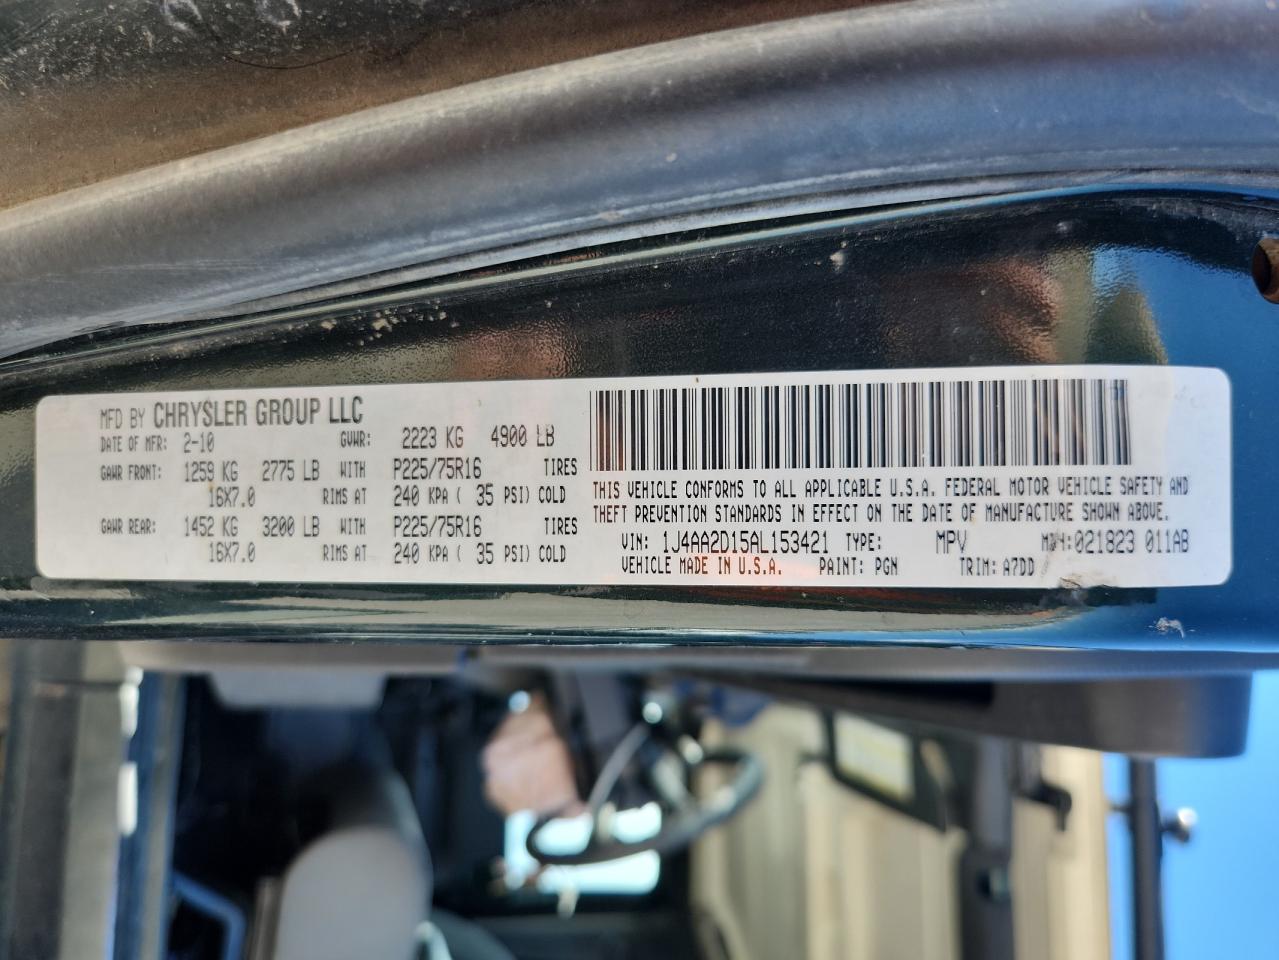 MFD BY CHRYSLER GROUP LLC
DATE OF MFR: 2-10 GVWR: 2223 KG 4900 LB
GAWR FRONT: 1259 KG 2775 LB WITH P225/75R16 TIRES
16X7.0 RIMS AT 240 KPA ( 35 PSI) COLD
GAWR REAR: 1452 KG 3200 LB WITH P225/75R16 TIRES
16X7.0 RIMS AT 240 KPA ( 35 PSI) COLD
THIS VEHICLE CONFORMS TO ALL APPLICABLE U.S.A. FEDERAL MOTOR VEHICLE SAFETY AND
THEFT PREVENTION STANDARDS IN EFFECT ON THE DATE OF MANUFACTURE SHOWN ABOVE.
VIN: 1J4AA2D15AL153421 TYPE: MPV MDH:021823 011AB
VEHICLE MADE IN U.S.A. PAINT: PGN TRIM: A7DD